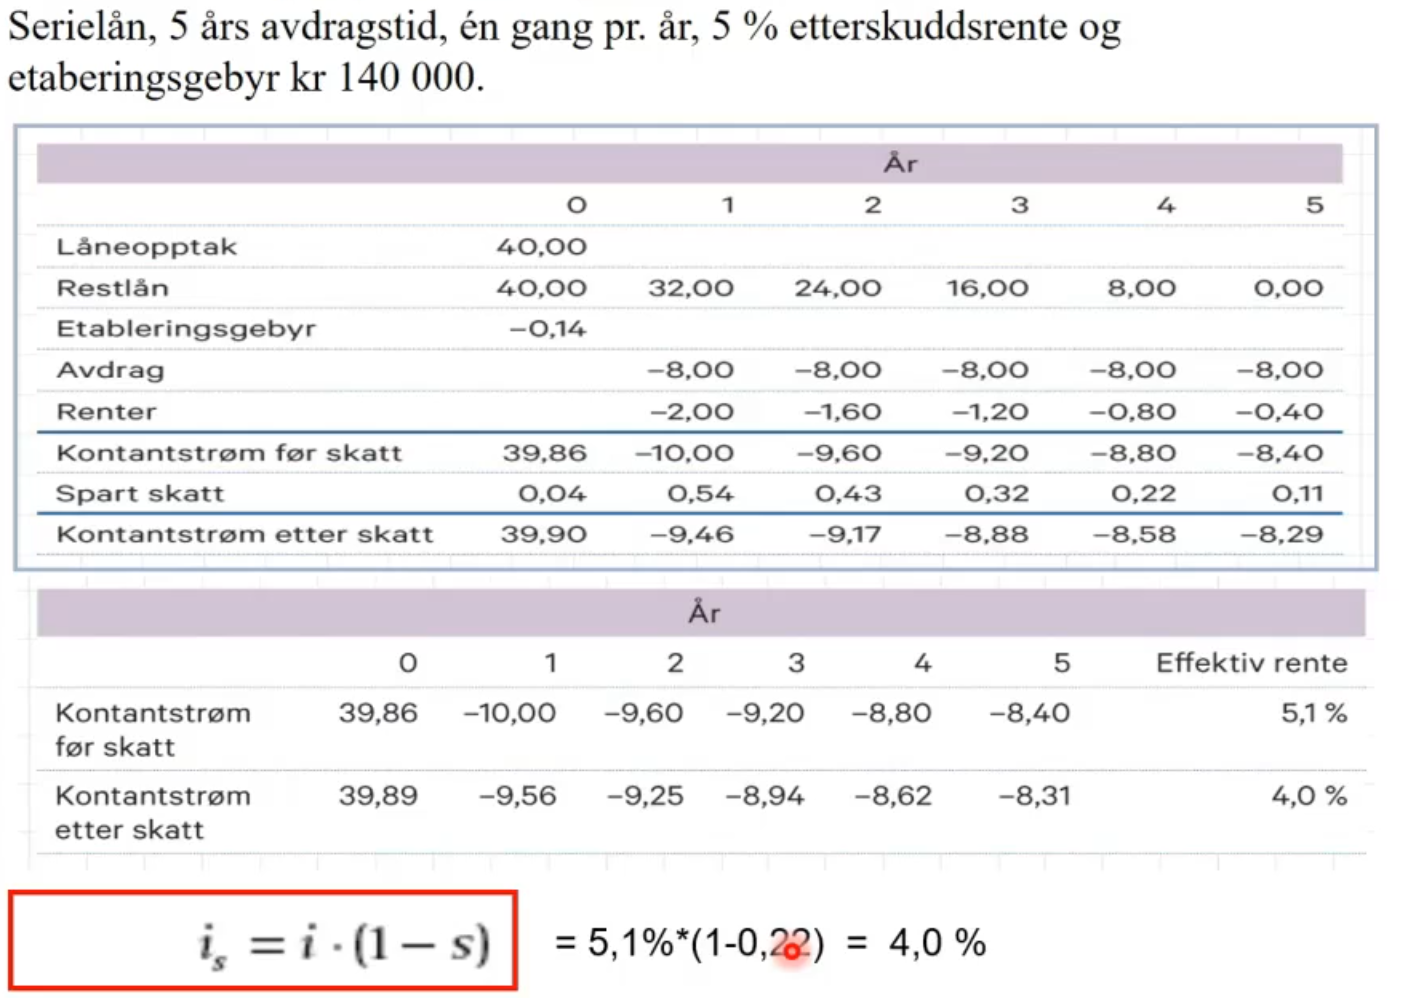 Serielån, 5 års avdragstid, én gang pr. år, 5 % etterskuddsrente og
etaberingsgebyr kr 140 000.
År
0 1 2 3 4 5
Låneopptak 40,00
Restlån 40,00 32,00 24,00 16,00 8,00 0,00
Etableringsgebyr –0,14
Avdrag –8,00 –8,00 –8,00 –8,00 –8,00
Renter –2,00 –1,60 –1,20 –0,80 –0,40
Kontantstrøm før skatt 39,86 –10,00 –9,60 –9,20 –8,80 –8,40
Spart skatt 0,04 0,54 0,43 0,32 0,22 0,11
Kontantstrøm etter skatt 39,90 –9,46 –9,17 –8,88 –8,58 –8,29
År
0 1 2 3 4 5 Effektiv rente
Kontantstrøm 39,86 –10,00 –9,60 –9,20 –8,80 –8,40 5,1 %
før skatt
Kontantstrøm 39,89 –9,56 –9,25 –8,94 –8,62 –8,31 4,0 %
etter skatt
i_s = i · (1 – s) = 5,1%*(1-0,22) = 4,0 %